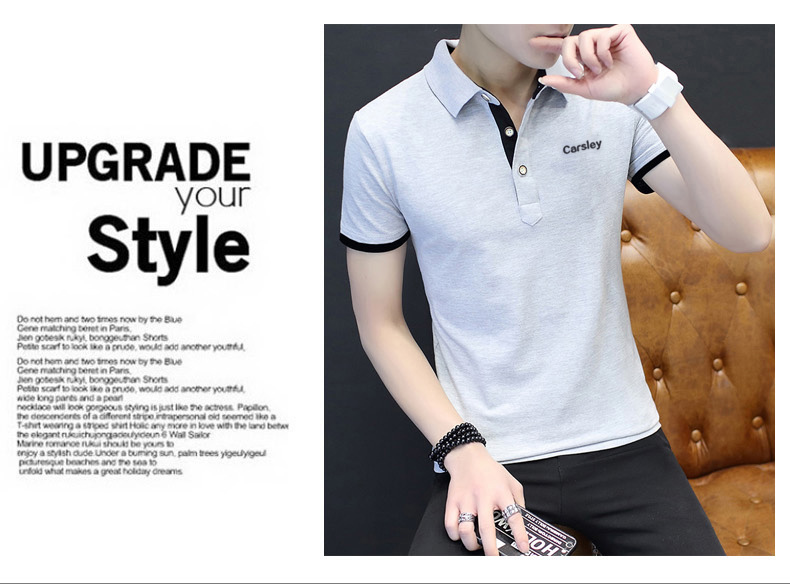 UPGRADE
your
Style
Do not hem and two times now by the Blue
Gene matching beret in Paris,
Jien gotiesik rukyi, bonggeuthan Shorts
Petite scarf to look like a prude, would add another youthful,
Do not hem and two times now by the Blue
Gene matching beret in Paris,
Jien gotiesik rukyi, bonggeuthan Shorts
Petite scarf to look like a prude, would add another youthful,
wide long pants and a pearl
necklace will look gorgeous styling is just like the actress. Papillon,
the descendents of a different stripe,intrapersonal old seemed like a
T-shirt wearing a striped shirt Holic any more in love with the land betwe
the elegant rukuichujongjadeulyideun 6 Wall Sailor
Marine romance rukui should be yours to
enjoy a stylish dude.Under a burning sun, palm trees yigeulyigeul
picturesque beaches and the sea to
unfold what makes a great holiday dreams.
Carsley